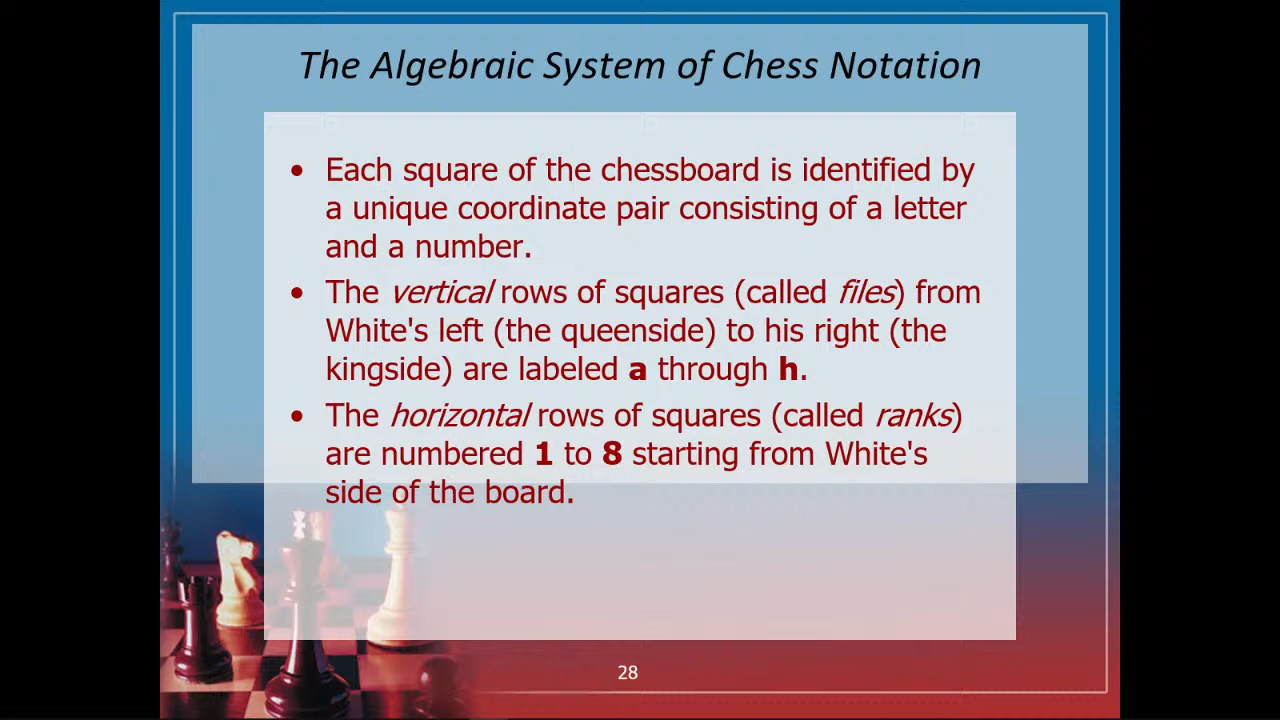 The Algebraic System of Chess Notation
• Each square of the chessboard is identified by
a unique coordinate pair consisting of a letter
and a number.
• The vertical rows of squares (called files) from
White's left (the queenside) to his right (the
kingside) are labeled a through h.
• The horizontal rows of squares (called ranks)
are numbered 1 to 8 starting from White's
side of the board.
28